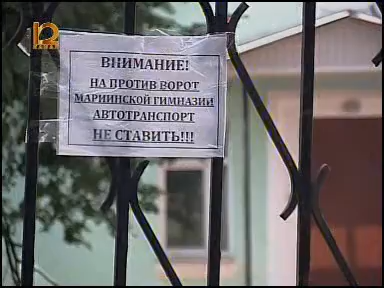 ВНИМАНИЕ!
НА ПРОТИВ ВОРОТ
МАРИИНСКОЙ ГИМНАЗИИ
АВТОТРАНСПОРТ
НЕ СТАВИТЬ!!!